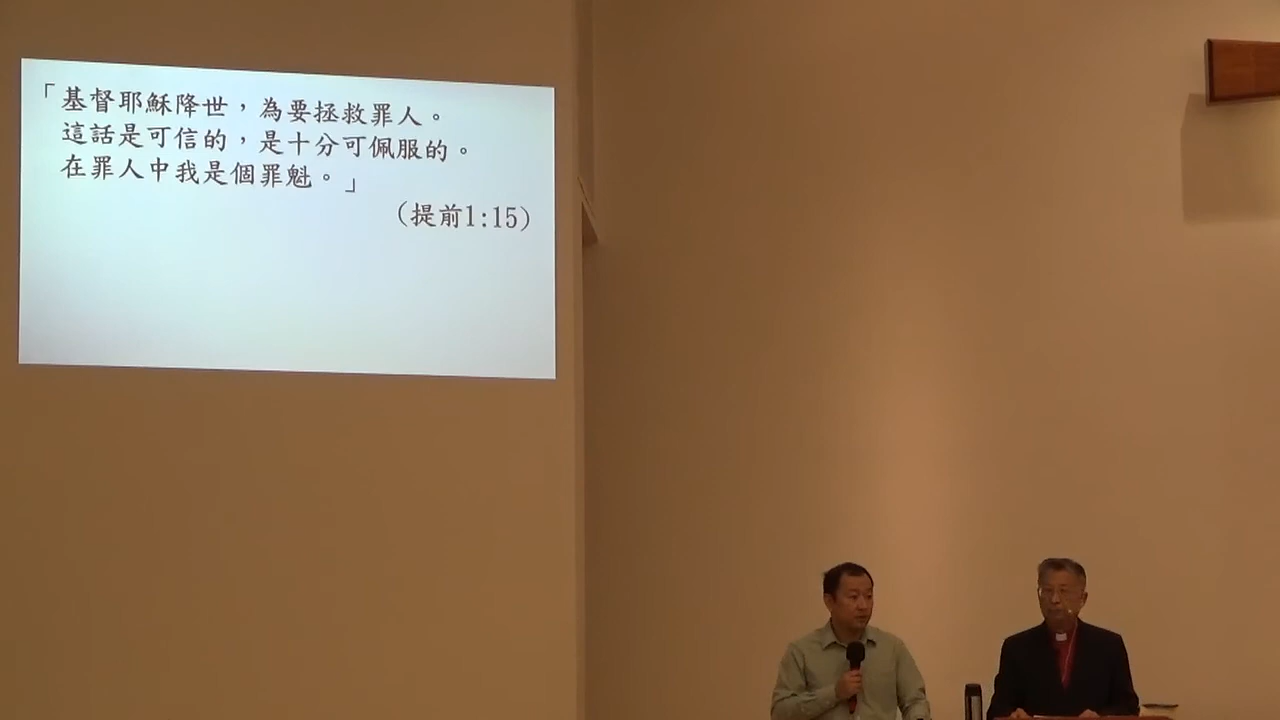 「基督耶穌降世，為要拯救罪人。
這話是可信的，是十分可佩服的。
在罪人中我是個罪魁。」
(提前1:15)